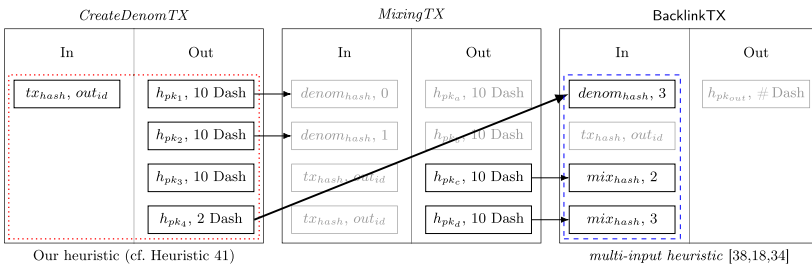 CreateDenomTX MixingTX BacklinkTX
In Out In Out In Out
tx_hash, out_id h_pk1, 10 Dash denom_hash, 0 h_pka, 10 Dash denom_hash, 3 h_pkout, # Dash
h_pk2, 10 Dash denom_hash, 1 10 Dash tx_hash, out_id
h_pk3, 10 Dash tx_hash, out_id h_pkc, 10 Dash mix_hash, 2
h_pk4, 2 Dash tx_hash, out_id h_pkd, 10 Dash mix_hash, 3
Our heuristic (cf. Heuristic 41) multi-input heuristic [38,18,34]